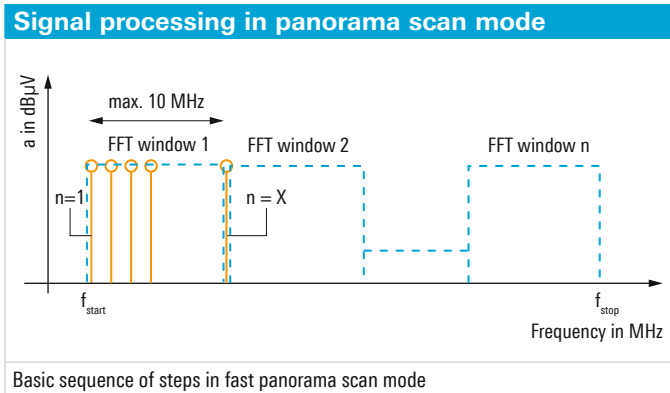 Signal processing in panorama scan mode
a in dBµV
max. 10 MHz
FFT window 1
FFT window 2
FFT window n
n=1
n = X
fstart
fstop
Frequency in MHz
Basic sequence of steps in fast panorama scan mode